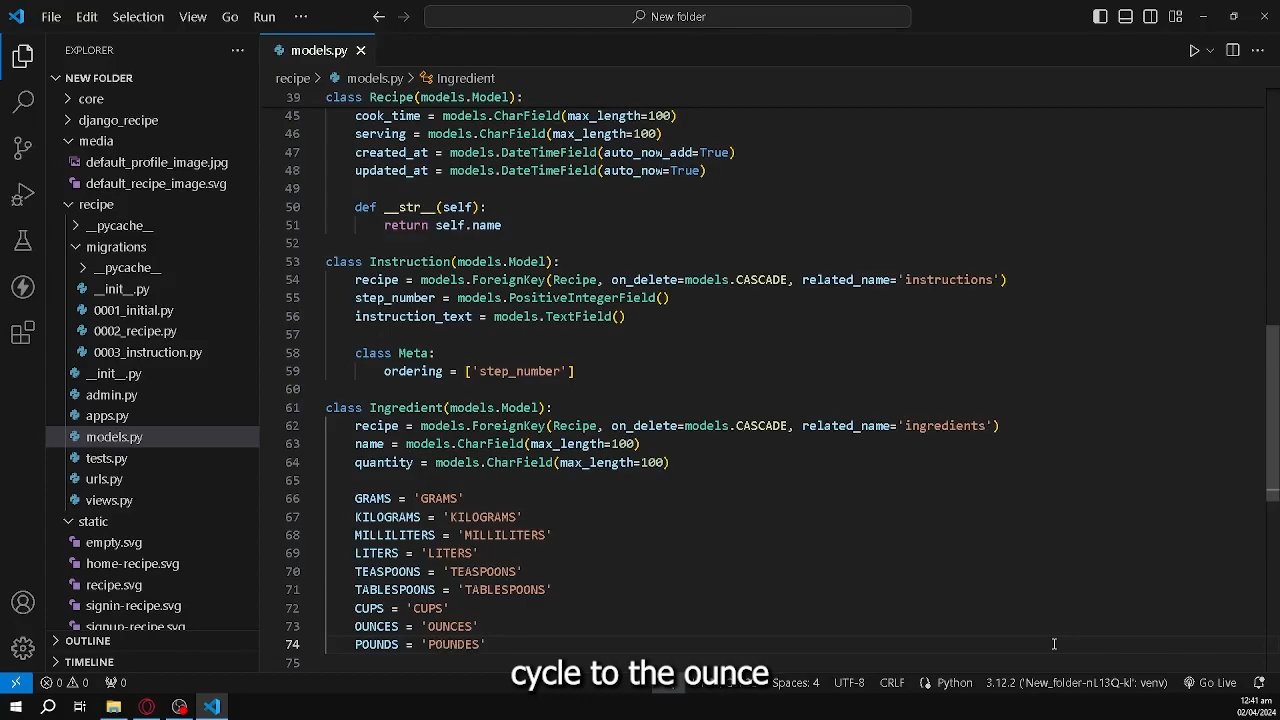 File Edit Selection View Go Run ··· New folder
EXPLORER ···
models.py
NEW FOLDER
core
django_recipe
media
default_profile_image.jpg
default_recipe_image.svg
recipe
__pycache__
migrations
__pycache__
__init__.py
0001_initial.py
0002_recipe.py
0003_instruction.py
__init__.py
admin.py
apps.py
models.py
tests.py
urls.py
views.py
static
empty.svg
home-recipe.svg
recipe.svg
signin-recipe.svg
signup-recipe.svg
OUTLINE
TIMELINE
recipe > models.py > Ingredient
39 class Recipe(models.Model):
45 cook_time = models.CharField(max_length=100)
46 serving = models.CharField(max_length=100)
47 created_at = models.DateTimeField(auto_now_add=True)
48 updated_at = models.DateTimeField(auto_now=True)
49
50 def __str__(self):
51 return self.name
52
53 class Instruction(models.Model):
54 recipe = models.ForeignKey(Recipe, on_delete=models.CASCADE, related_name='instructions')
55 step_number = models.PositiveIntegerField()
56 instruction_text = models.TextField()
57
58 class Meta:
59 ordering = ['step_number']
60
61 class Ingredient(models.Model):
62 recipe = models.ForeignKey(Recipe, on_delete=models.CASCADE, related_name='ingredients')
63 name = models.CharField(max_length=100)
64 quantity = models.CharField(max_length=100)
65
66 GRAMS = 'GRAMS'
67 KILOGRAMS = 'KILOGRAMS'
68 MILLILITERS = 'MILLILITERS'
69 LITERS = 'LITERS'
70 TEASPOONS = 'TEASPOONS'
71 TABLESPOONS = 'TABLESPOONS'
72 CUPS = 'CUPS'
73 OUNCES = 'OUNCES'
74 POUNDS = 'POUNDES'
75
cycle to the ounce
0 0 0 Spaces: 4 UTF-8 CRLF Python 3.12.2 ('New_folder-nL13Q-kl': venv) Go Live
12:41 am
02/04/2024